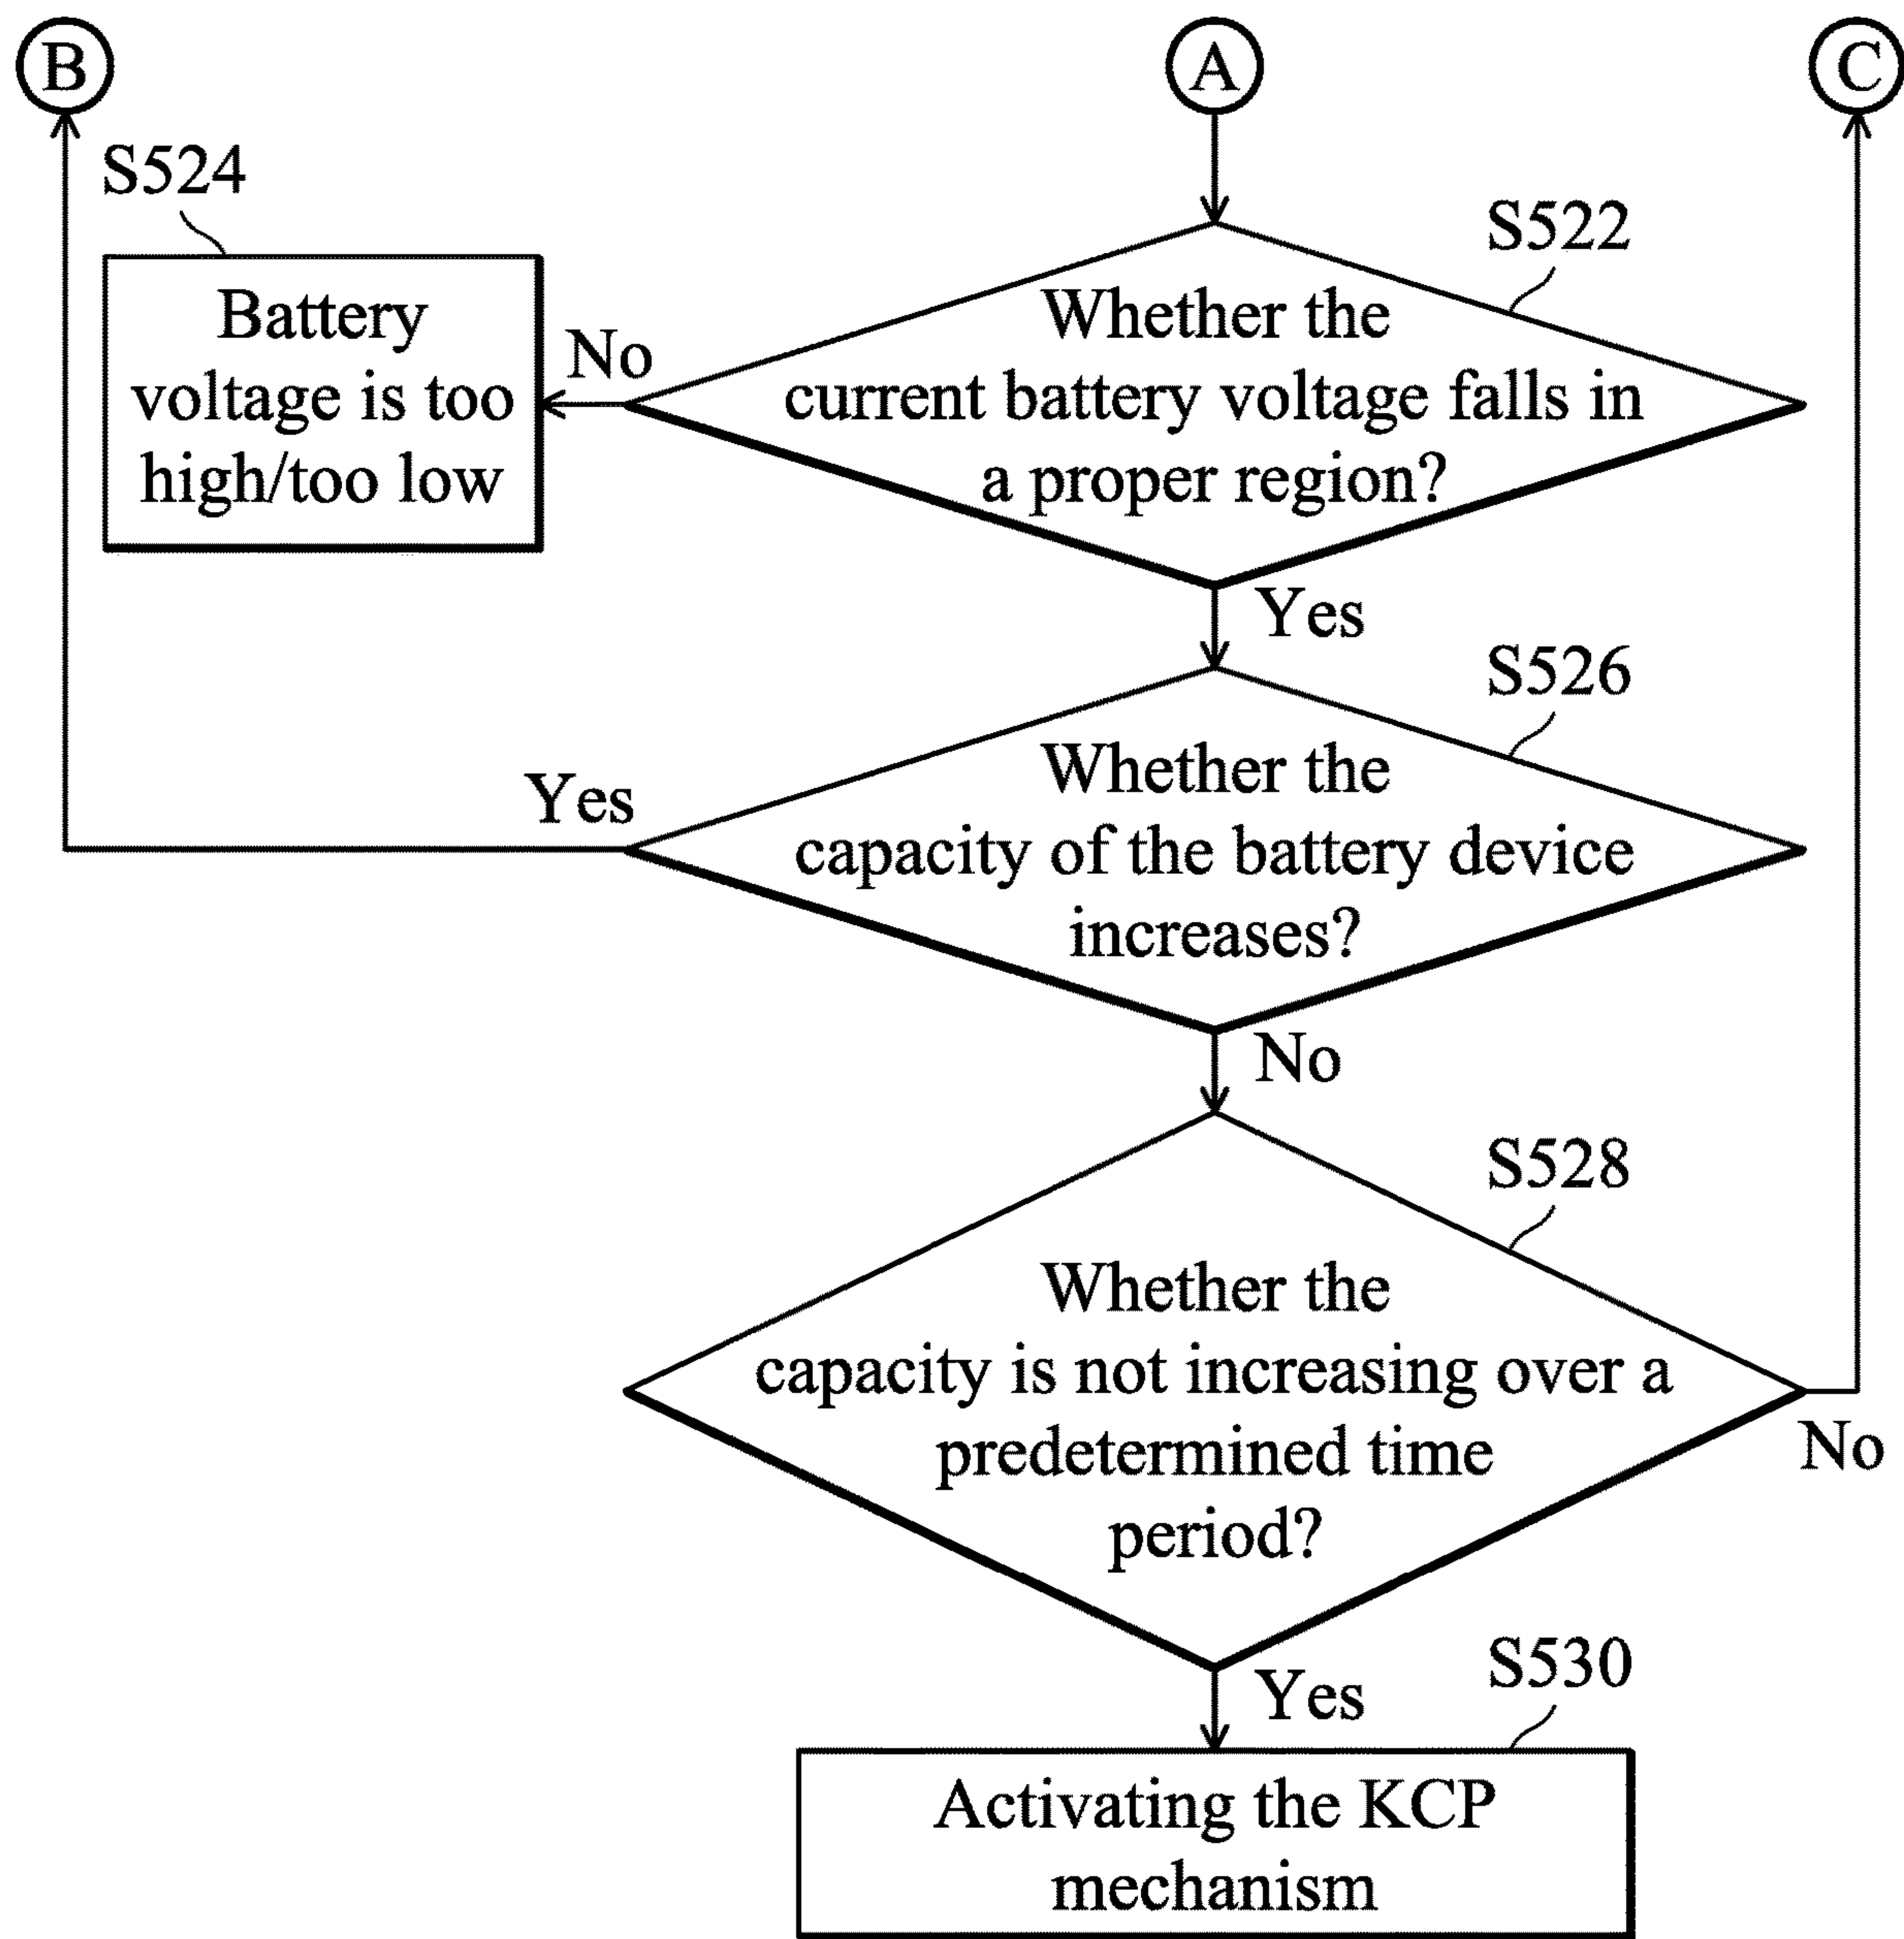 B
A
C
S524
S522
Battery
voltage is too
high/too low
No
Whether the
current battery voltage falls in
a proper region?
Yes
S526
Yes
Whether the
capacity of the battery device
increases?
No
S528
Whether the
capacity is not increasing over a
predetermined time
period?
No
Yes
S530
Activating the KCP
mechanism